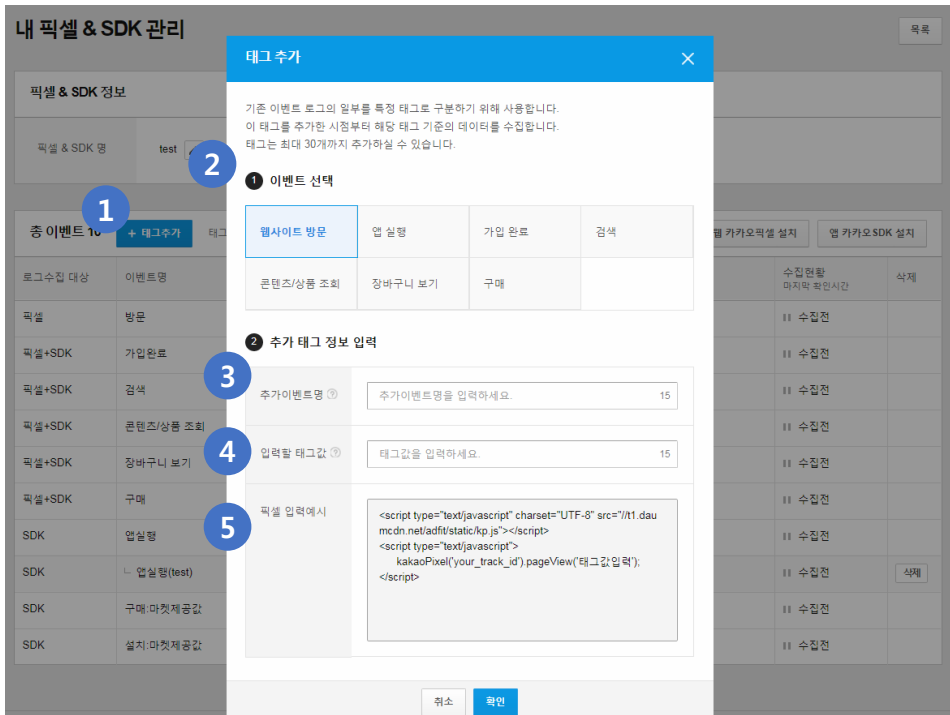 내 픽셀 & SDK 관리
목록
태그 추가
픽셀 & SDK 정보
픽셀 & SDK 명
test
기존 이벤트 로그의 일부를 특정 태그로 구분하기 위해 사용합니다.
이 태그를 추가한 시점부터 해당 태그 기준의 데이터를 수집합니다.
태그는 최대 30개까지 추가하실 수 있습니다.
2
1 이벤트 선택
1
총 이벤트 10
+ 태그추가
태그
웹사이트 방문
앱 실행
가입 완료
검색
콘텐츠/상품 조회
장바구니 보기
구매
웹 카카오픽셀 설치
앱 카카오SDK 설치
로그수집 대상
이벤트명
수집현황
마지막 확인시간
삭제
픽셀
방문
수집전
픽셀+SDK
가입완료
수집전
픽셀+SDK
검색
수집전
픽셀+SDK
콘텐츠/상품 조회
수집전
픽셀+SDK
장바구니 보기
수집전
픽셀+SDK
구매
수집전
SDK
앱실행
수집전
SDK
ㄴ 앱실행(test)
수집전
삭제
SDK
구매:마켓제공값
수집전
SDK
설치:마켓제공값
수집전
2 추가 태그 정보 입력
3
추가이벤트명 ?
추가이벤트명을 입력하세요.
15
4
입력할 태그값 ?
태그값을 입력하세요.
15
5
픽셀 입력예시
<script type="text/javascript" charset="UTF-8" src="//t1.dau
mcdn.net/adfit/static/kp.js"></script>
<script type="text/javascript">
kakaoPixel('your_track_id').pageView('태그값입력');
</script>
취소
확인